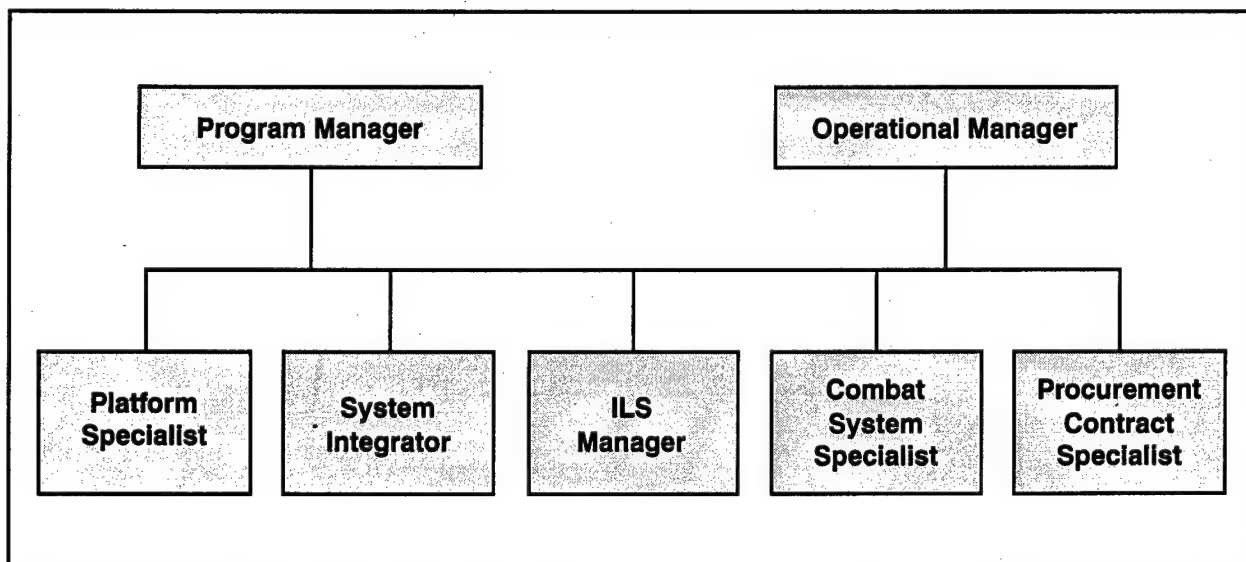 Program Manager
Operational Manager
Platform
Specialist
System
Integrator
ILS
Manager
Combat
System
Specialist
Procurement
Contract
Specialist